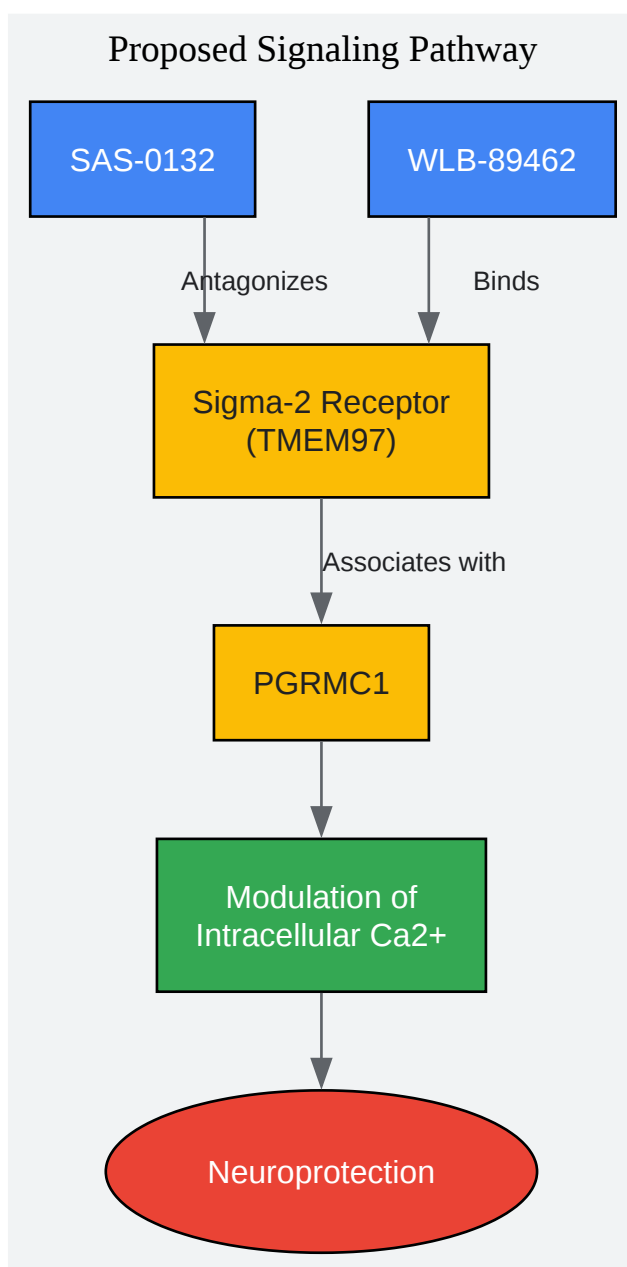 Proposed Signaling Pathway
SAS-0132
WLB-89462
Antagonizes
Binds
Sigma-2 Receptor
(TMEM97)
Associates with
PGRMC1
Modulation of
Intracellular Ca2+
Neuroprotection